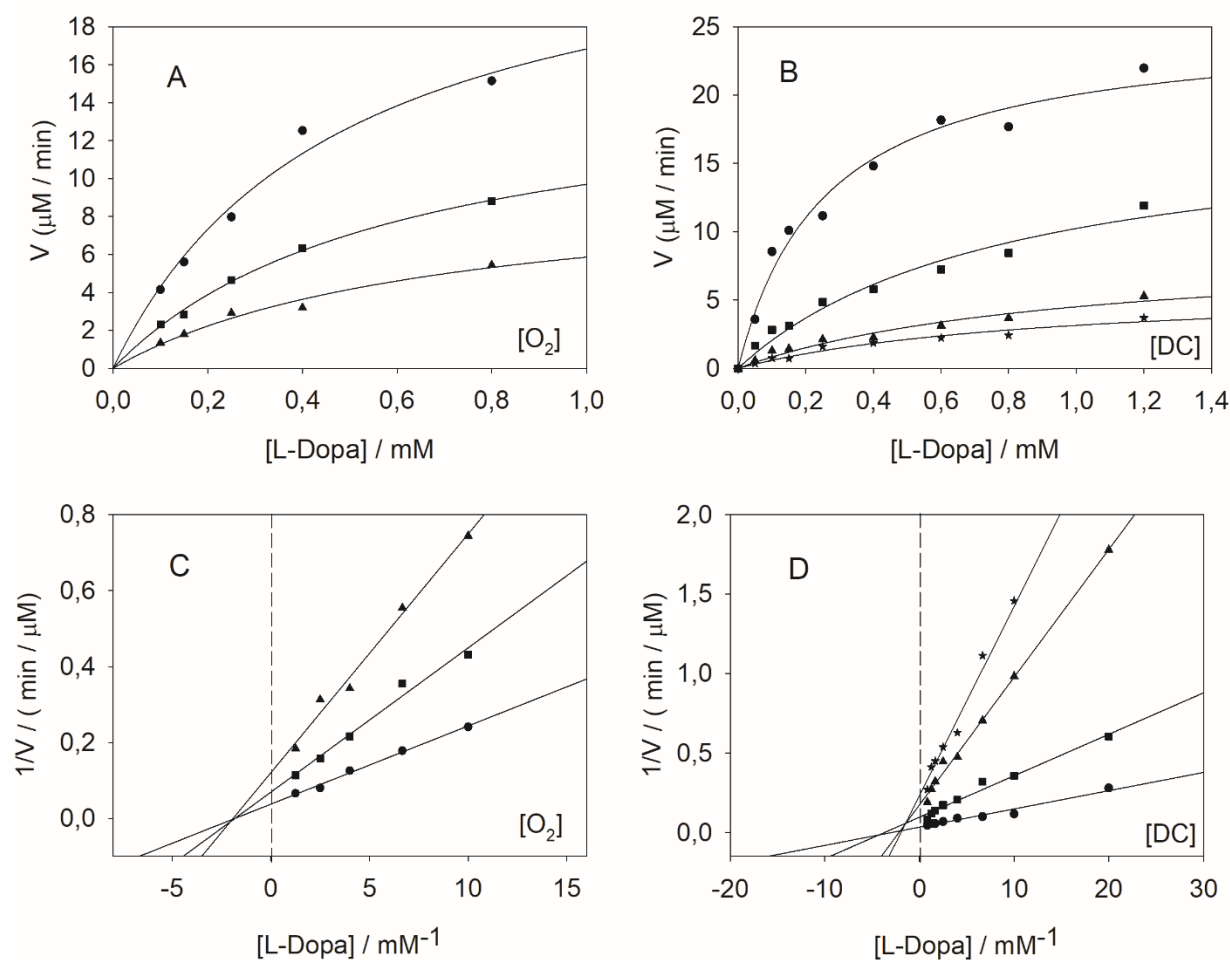 A
V (μM / min)
18
16
14
12
10
8
6
4
2
0
0,0 0,2 0,4 0,6 0,8 1,0
[O2]
[L-Dopa] / mM
B
V (μM / min)
25
20
15
10
5
0
0,0 0,2 0,4 0,6 0,8 1,0 1,2 1,4
[DC]
[L-Dopa] / mM
C
1/V / ( min / μM)
0,8
0,6
0,4
0,2
0,0
-5 0 5 10 15
[O2]
[L-Dopa] / mM-1
D
1/V / ( min / μM)
2,0
1,5
1,0
0,5
0,0
-20 -10 0 10 20 30
[DC]
[L-Dopa] / mM-1